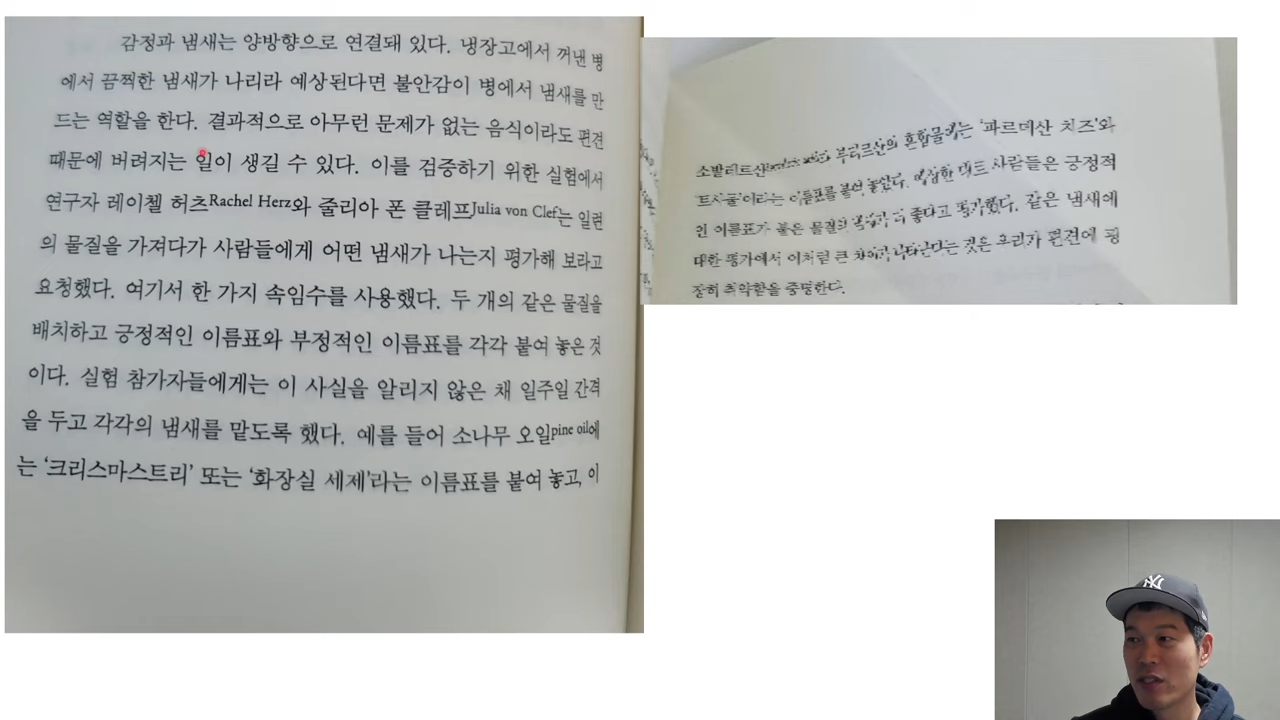 감정과 냄새는 양방향으로 연결돼 있다. 냉장고에서 꺼낸 병
에서 끔찍한 냄새가 나리라 예상된다면 불안감이 병에서 냄새를 만
드는 역할을 한다. 결과적으로 아무런 문제가 없는 음식이라도 편견
때문에 버려지는 일이 생길 수 있다. 이를 검증하기 위한 실험에서
연구자 레이첼 허츠Rachel Herz와 줄리아 폰 클레프Julia von Clef는 일련
의 물질을 가져다가 사람들에게 어떤 냄새가 나는지 평가해 보라고
요청했다. 여기서 한 가지 속임수를 사용했다. 두 개의 같은 물질을
배치하고 긍정적인 이름표와 부정적인 이름표를 각각 붙여 놓은 것
이다. 실험 참가자들에게는 이 사실을 알리지 않은 채 일주일 간격
을 두고 각각의 냄새를 맡도록 했다. 예를 들어 소나무 오일pine oil에
는 '크리스마스트리' 또는 '화장실 세제'라는 이름표를 붙여 놓고, 이
부티르산의 혼합물에는 '파르메산 치즈'와
이름표를 붙여 놓았다. 예상한 대로 사람들은 긍정적
인 이름표가 붙은 물질의 더 좋다고 평가했다. 같은 냄새에
대한 평가에서 이처럼 큰 차이가 나타난다는 것은 우리가 편견에 굉
장히 취약함을 증명한다.
NY